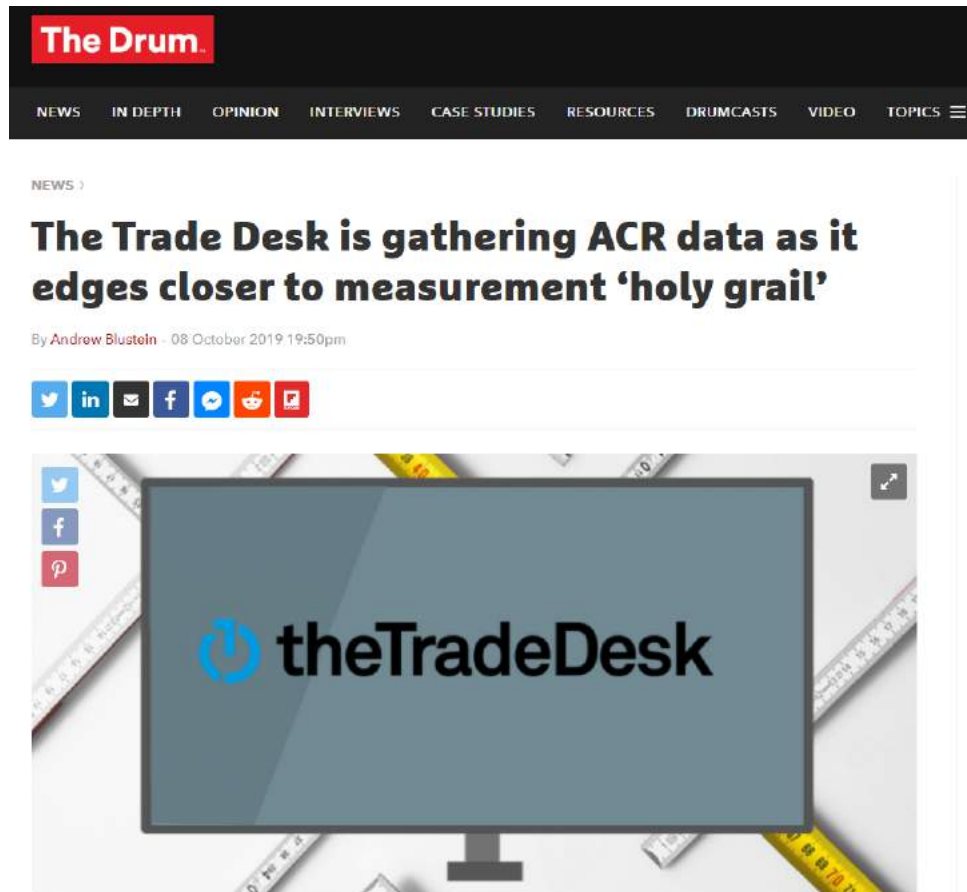 The Drum.
NEWS IN DEPTH OPINION INTERVIEWS CASE STUDIES RESOURCES DRUMCASTS VIDEO TOPICS
NEWS
The Trade Desk is gathering ACR data as it
edges closer to measurement ‘holy grail’
By Andrew Blustein - 08 October 2019 19:50pm
theTradeDesk